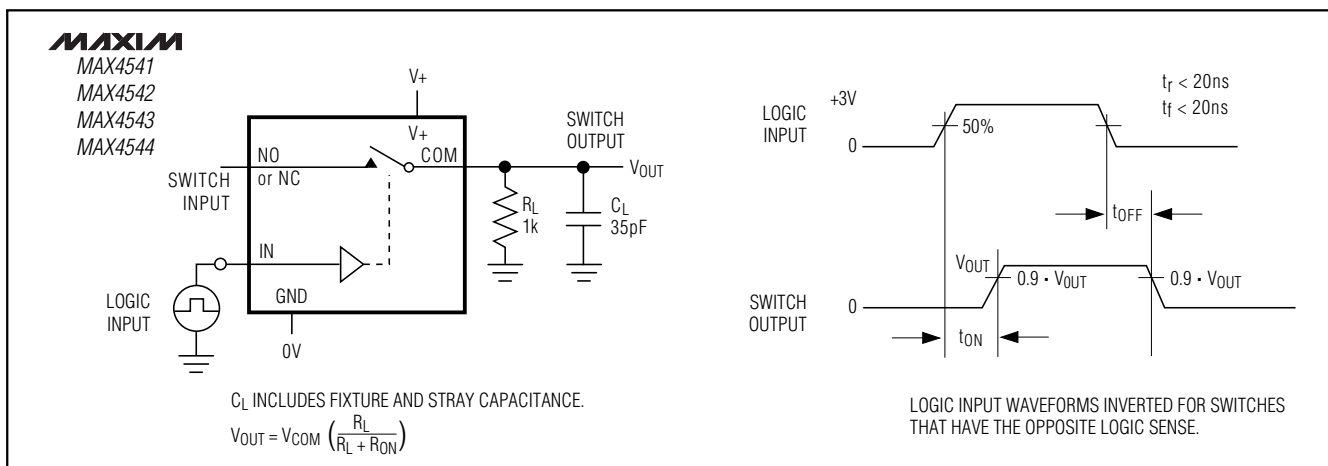 MAXIM
MAX4541
MAX4542
MAX4543
MAX4544
V+
V+
NO
or NC
COM
SWITCH
INPUT
SWITCH
OUTPUT
VOUT
RL
1k
CL
35pF
IN
LOGIC
INPUT
GND
0V
CL INCLUDES FIXTURE AND STRAY CAPACITANCE.
VOUT = VCOM (RL / RL + RON)
LOGIC
INPUT
+3V
0
50%
tr < 20ns
tf < 20ns
tOFF
VOUT
0.9 · VOUT
0.9 · VOUT
SWITCH
OUTPUT
0
tON
LOGIC INPUT WAVEFORMS INVERTED FOR SWITCHES
THAT HAVE THE OPPOSITE LOGIC SENSE.